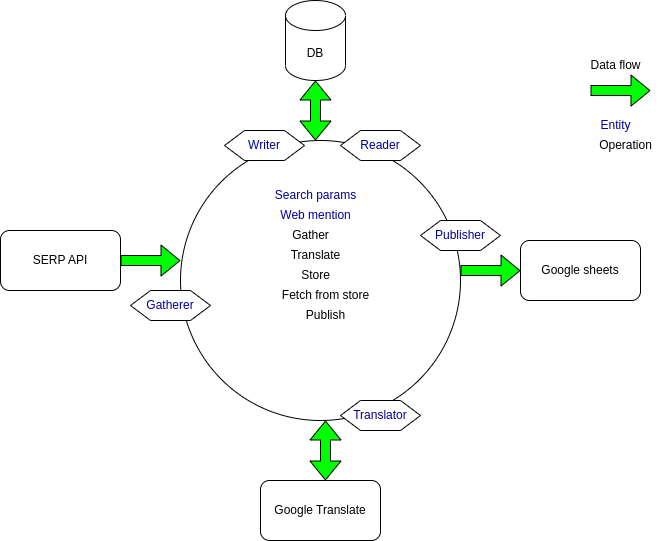 DB
Data flow
Entity
Operation
Writer
Reader
Search params
Web mention
Gather
Translate
Store
Fetch from store
Publish
Publisher
SERP API
Google sheets
Gatherer
Translator
Google Translate